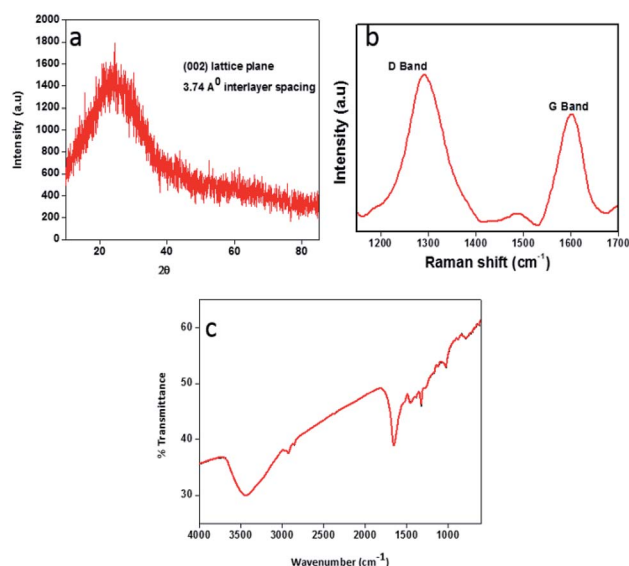 a
2000
1800
1600
1400
1200
1000
800
600
400
200
0
Intensity (a.u)
(002) lattice plane
3.74 A⁰ interlayer spacing
20 40 60 80
2θ
b
D Band
G Band
Intensity (a.u)
1200 1300 1400 1500 1600 1700
Raman shift (cm⁻¹)
c
60
50
40
30
% Transmittance
4000 3500 3000 2500 2000 1500 1000
Wavenumber (cm⁻¹)